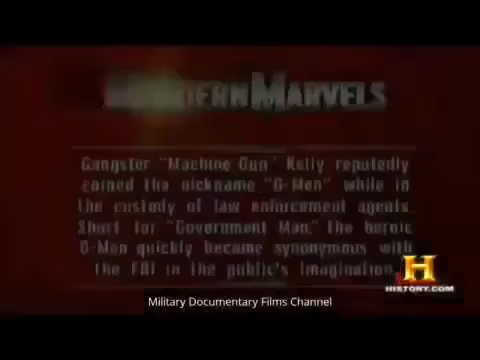 Modern Marvels
Gangster "Machine Gun" Kelly reputedly
coined the nickname "G-Men" while in
the custody of law enforcement agents.
Short for "Government Man," the heroic
G-Man quickly became synonymous with
the FBI in the public's imagination.
H
HISTORY.COM
Military Documentary Films Channel